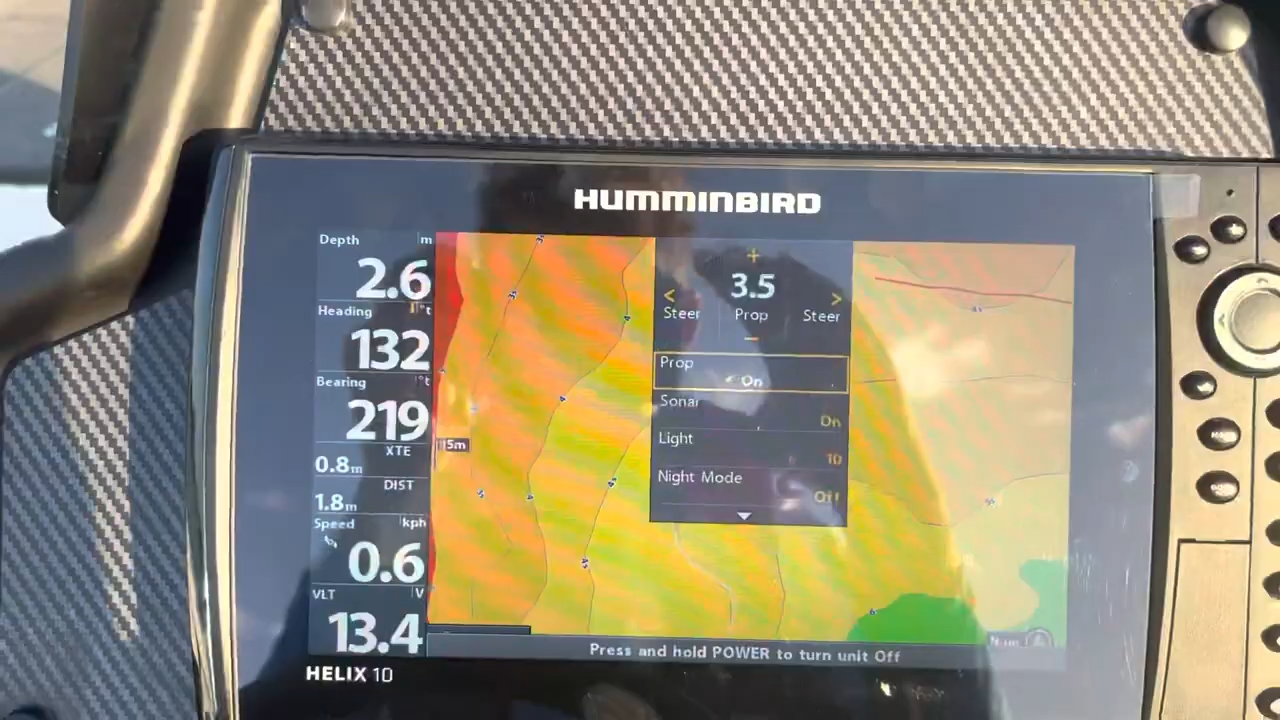 HUMMINBIRD
Depth m
2.6
Heading °t
132
Bearing °t
219
XTE
0.8m
DIST
1.8m
Speed kph
0.6
VLT V
13.4
5m
+
< 3.5 >
Steer Prop Steer
−
Prop
On
Sonar
On
Light
10
Night Mode
Off
Press and hold POWER to turn unit Off
HELIX 10